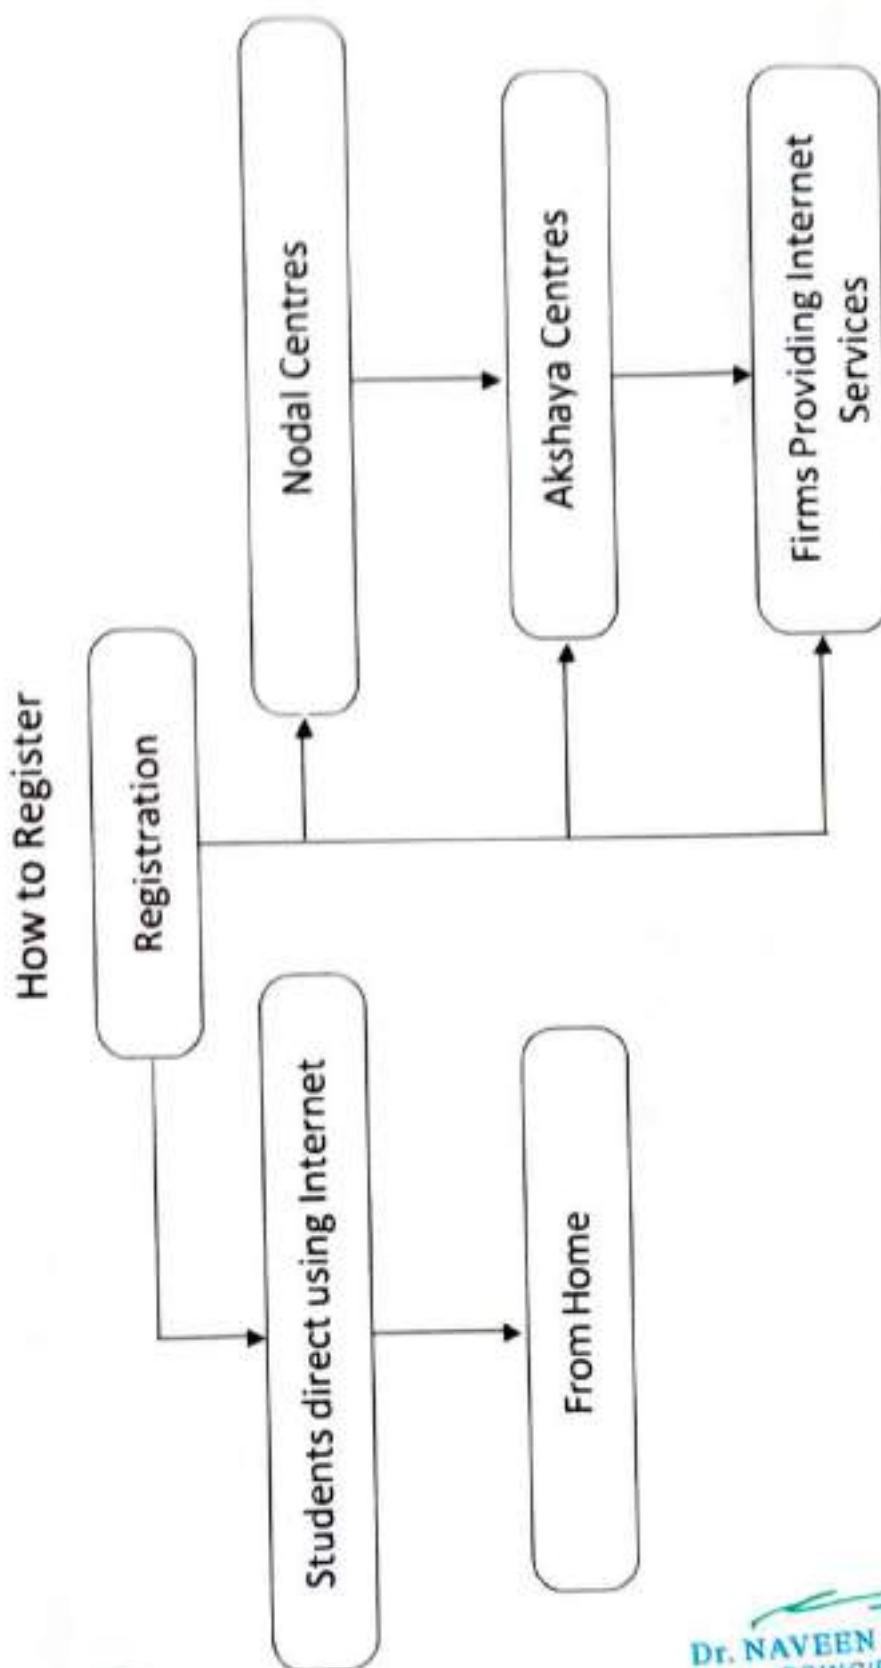 How to Register
Registration
Students direct using Internet
Nodal Centres
From Home
Akshaya Centres
Firms Providing Internet
Services
Dr. NAVEEN